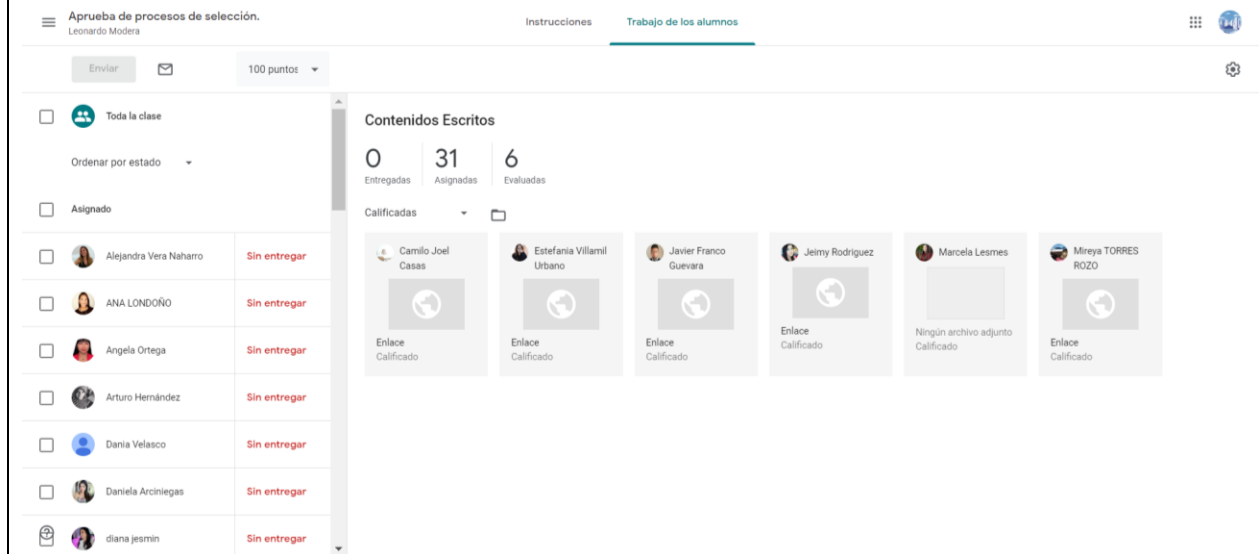 Aprueba de procesos de selección.
Leonardo Modera
Instrucciones
Trabajo de los alumnos
Enviar
100 puntos
Toda la clase
Ordenar por estado
Asignado
Alejandra Vera Naharro
Sin entregar
ANA LONDOÑO
Sin entregar
Angela Ortega
Sin entregar
Arturo Hernández
Sin entregar
Dania Velasco
Sin entregar
Daniela Arciniegas
Sin entregar
diana jesmin
Sin entregar
Contenidos Escritos
0
31
6
Entregadas
Asignadas
Evaluadas
Calificadas
Camilo Joel
Casas
Enlace
Calificado
Estefania Villamil
Urbano
Enlace
Calificado
Javier Franco
Guevara
Enlace
Calificado
Jeimy Rodriguez
Enlace
Calificado
Marcela Lesmes
Ningún archivo adjunto
Calificado
Mireya TORRES
ROZO
Enlace
Calificado